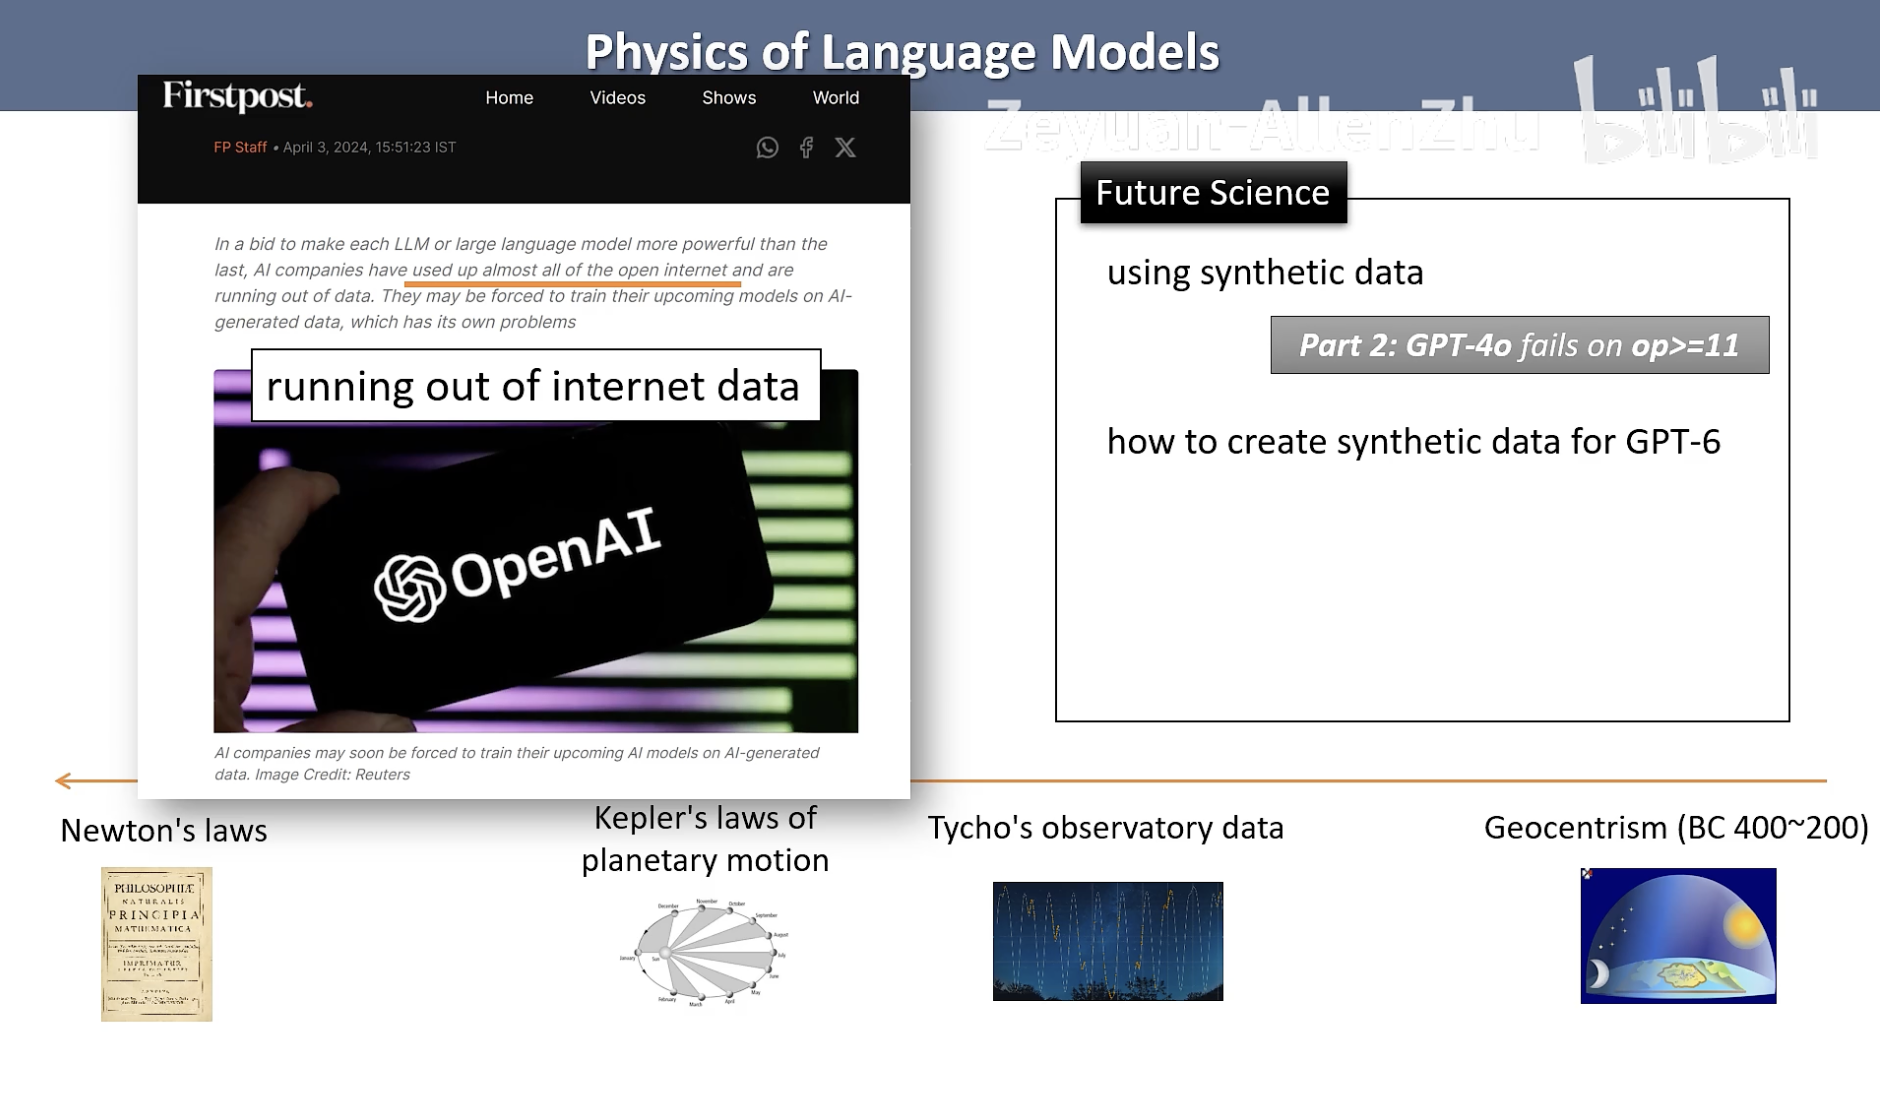 Physics of Language Models
Zeyuan-AllenZhu
bilibili
Firstpost.
Home Videos Shows World
FP Staff • April 3, 2024, 15:51:23 IST
In a bid to make each LLM or large language model more powerful than the
last, AI companies have used up almost all of the open internet and are
running out of data. They may be forced to train their upcoming models on AI-
generated data, which has its own problems
running out of internet data
OpenAI
AI companies may soon be forced to train their upcoming AI models on AI-generated
data. Image Credit: Reuters
Future Science
using synthetic data
Part 2: GPT-4o fails on op>=11
how to create synthetic data for GPT-6
Newton's laws
Kepler's laws of
planetary motion
Tycho's observatory data
Geocentrism (BC 400~200)
PHILOSOPHIÆ
NATURALIS
PRINCIPIA
MATHEMATICA
IMPRIMATUR
December
November
October
September
August
July
June
May
April
March
February
January
Sun